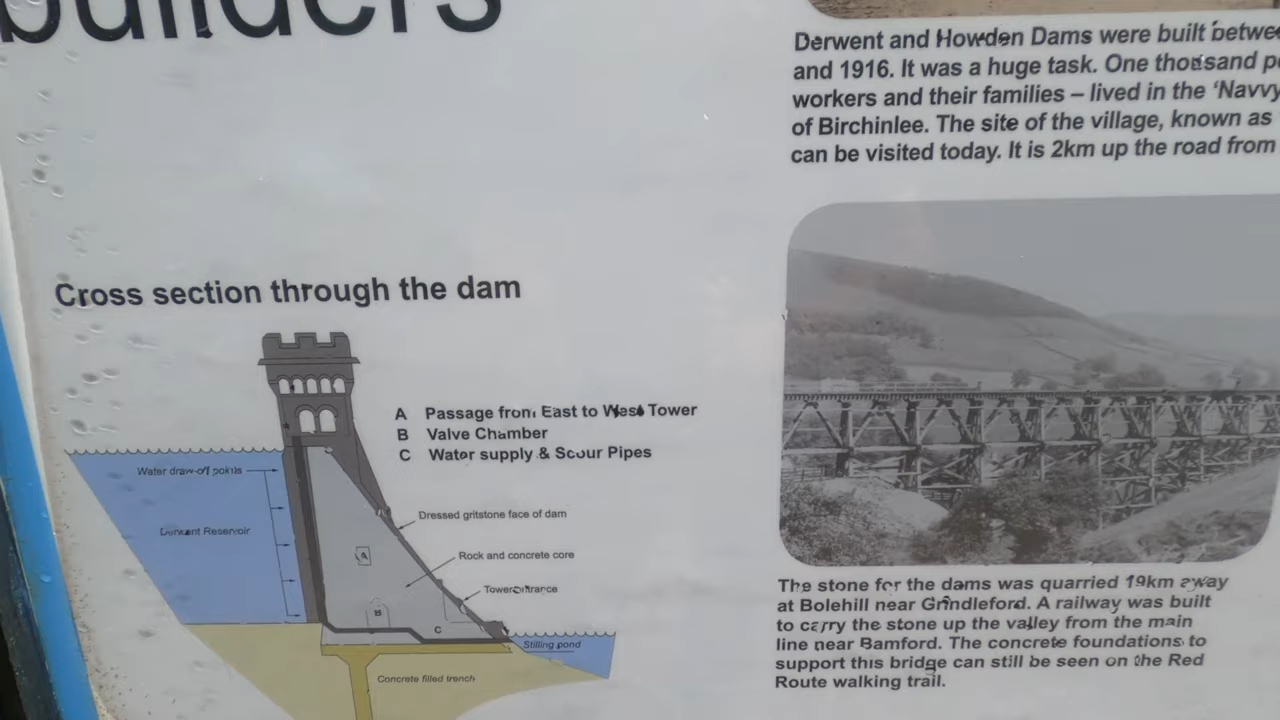 builders
Derwent and Howden Dams were built
and 1916. It was a huge task. One thousand
workers and their families – lived in the ‘Navvy
of Birchinlee. The site of the village, known as
can be visited today. It is 2km up the road from
Cross section through the dam
A Passage from East to West Tower
B Valve Chamber
C Water supply & Scour Pipes
Water draw-off points
Derwent Reservoir
Dressed gritstone face of dam
Rock and concrete core
Tower entrance
A
B
C
Stilling pond
Concrete filled trench
The stone for the dams was quarried 19km away
at Bolehill near Grindleford. A railway was built
to carry the stone up the valley from the main
line near Bamford. The concrete foundations to
support this bridge can still be seen on the Red
Route walking trail.